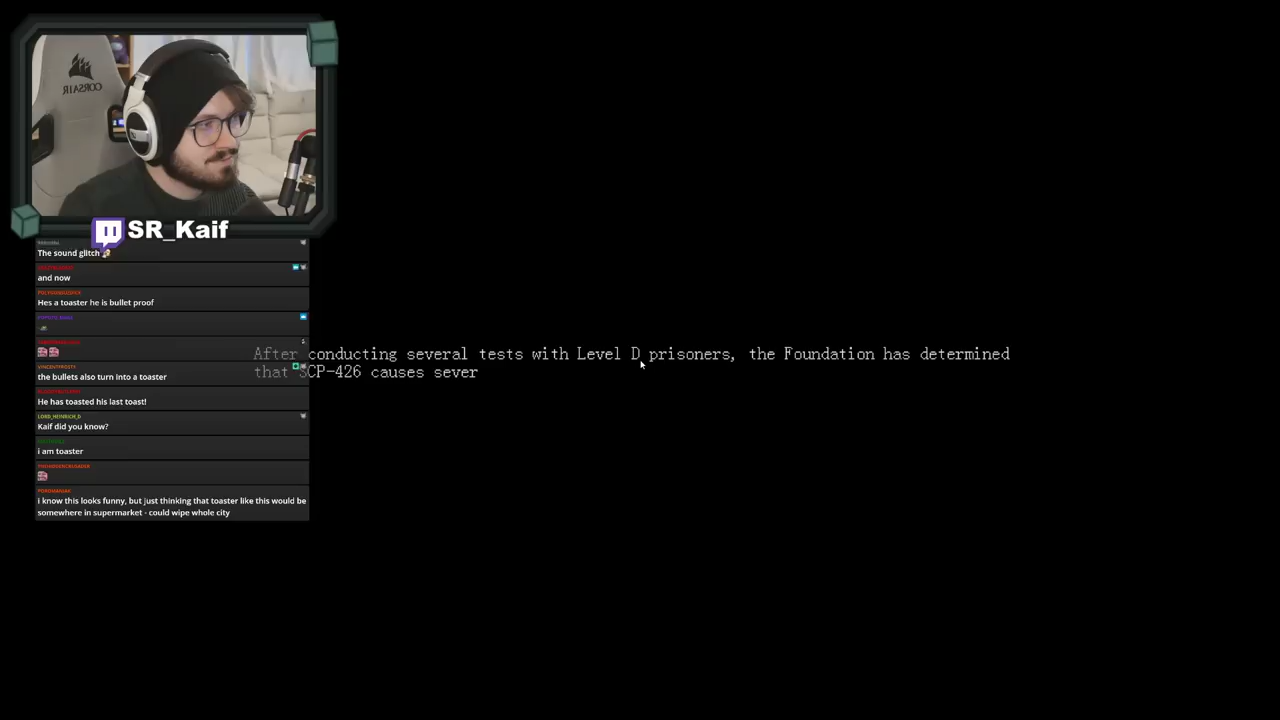 CORSAIR
SR_Kaif
The sound glitch
and now
Hes a toaster he is bullet proof
the bullets also turn into a toaster
He has toasted his last toast!
LORD_HEINRICH_D
Kaif did you know?
i am toaster
i know this looks funny, but just thinking that toaster like this would be
somewhere in supermarket - could wipe whole city
After conducting several tests with Level D prisoners, the Foundation has determined
that SCP-426 causes sever